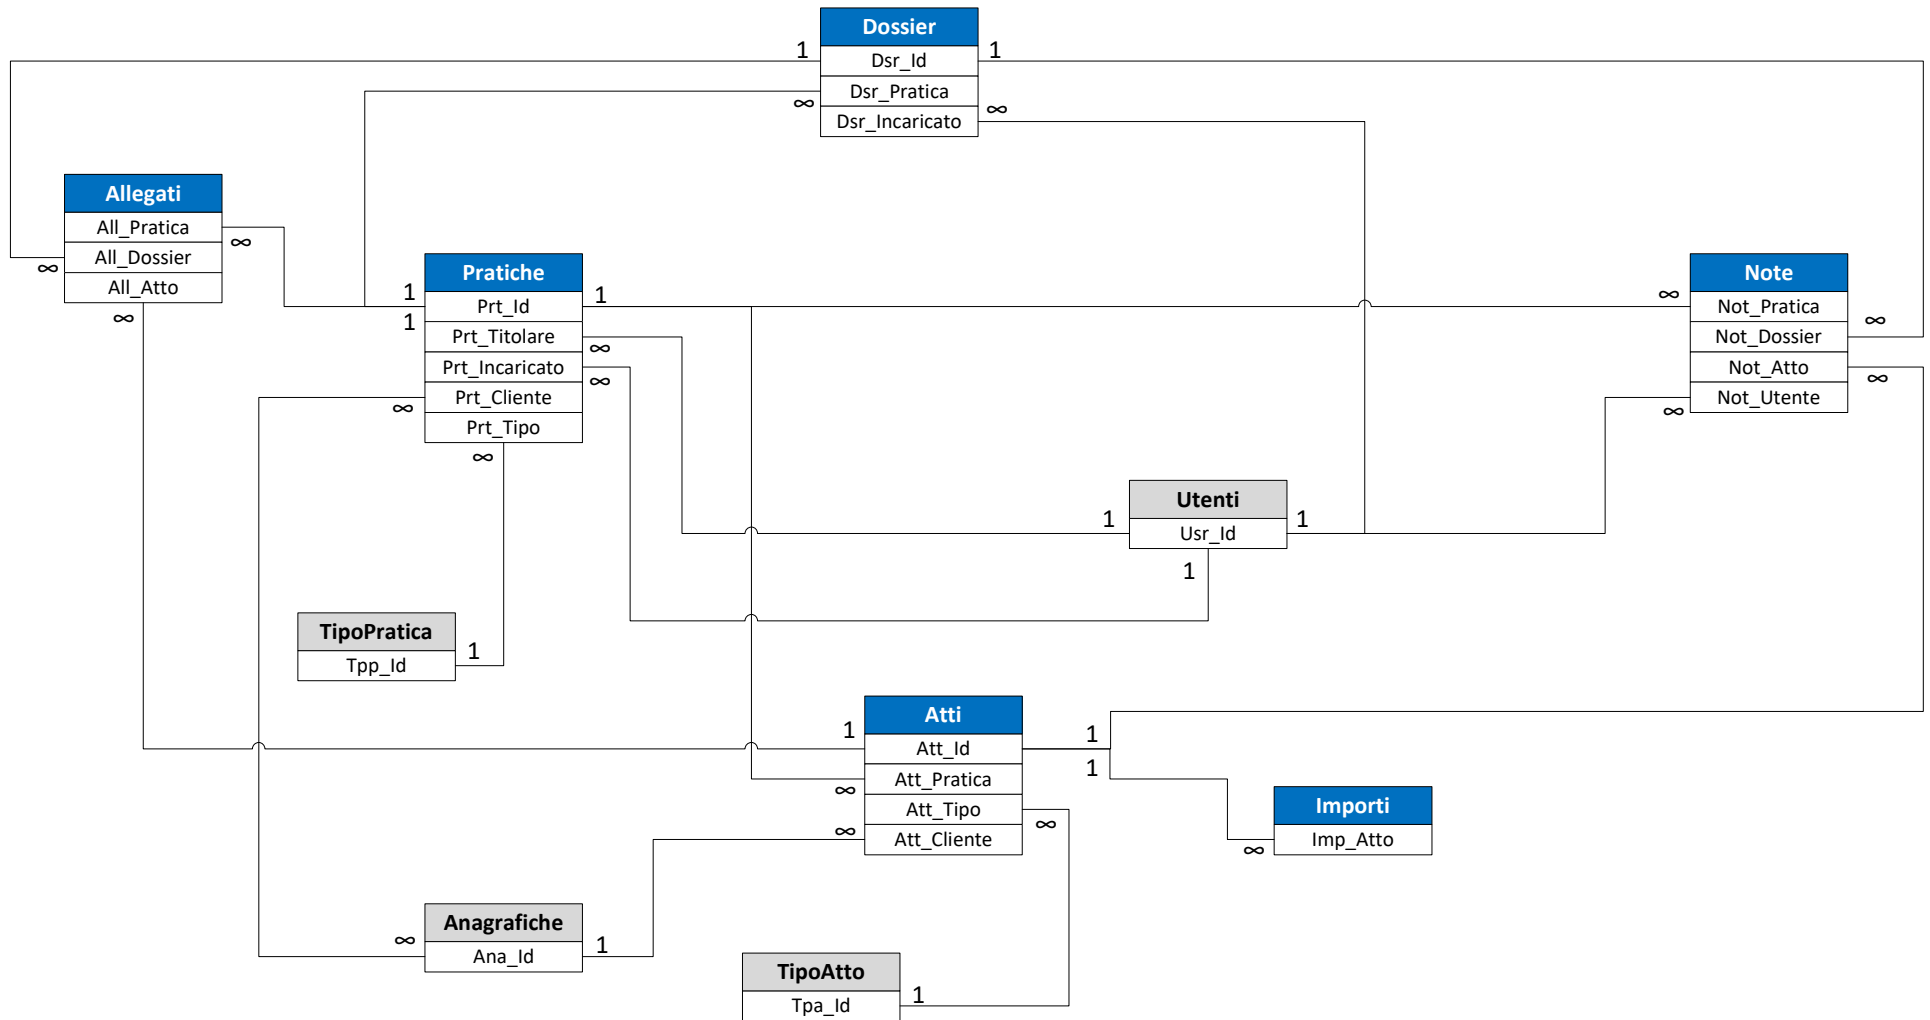 Dossier
1
Dsr_Id
1
Dsr_Pratica
∞
∞
Dsr_Incaricato
Allegati
All_Pratica
∞
All_Dossier
∞
All_Atto
∞
Pratiche
1
Prt_Id
1
1
Prt_Titolare
∞
Prt_Incaricato
∞
Prt_Cliente
∞
Prt_Tipo
∞
Note
∞
Not_Pratica
∞
Not_Dossier
Not_Atto
∞
Not_Utente
∞
Utenti
1
Usr_Id
1
1
TipoPratica
Tpp_Id
1
Atti
1
Att_Id
1
1
Att_Pratica
∞
Att_Tipo
∞
∞
Att_Cliente
Importi
Imp_Atto
∞
Anagrafiche
∞
Ana_Id
1
TipoAtto
Tpa_Id
1